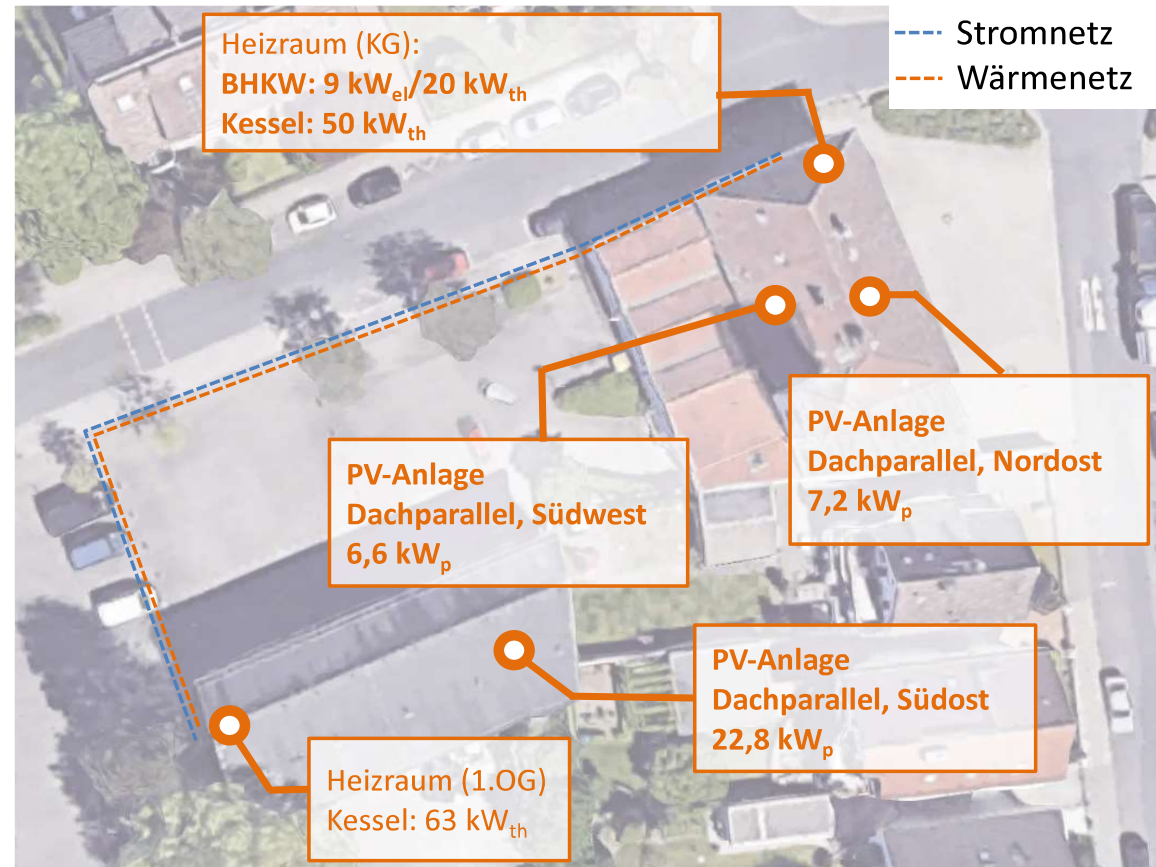 Heizraum (KG):
BHKW: 9 kWel/20 kWth
Kessel: 50 kWth
Stromnetz
Wärmenetz
PV-Anlage
Dachparallel, Südwest
6,6 kWp
PV-Anlage
Dachparallel, Nordost
7,2 kWp
PV-Anlage
Dachparallel, Südost
22,8 kWp
Heizraum (1.OG)
Kessel: 63 kWth